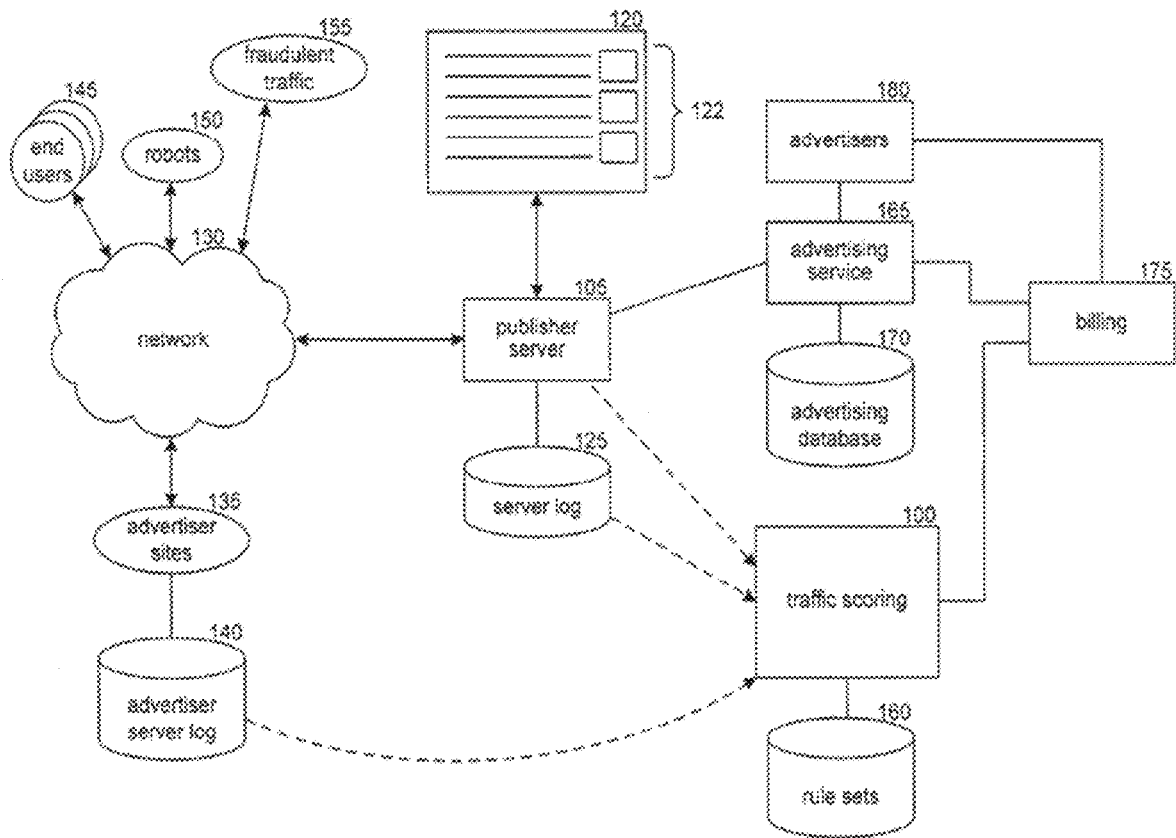 120
155
fraudulent
traffic
145
end
users
150
robots
122
180
advertisers
165
advertising
service
130
network
105
publisher
server
175
billing
170
advertising
database
125
server log
135
advertiser
sites
100
traffic scoring
140
advertiser
server log
160
rule sets